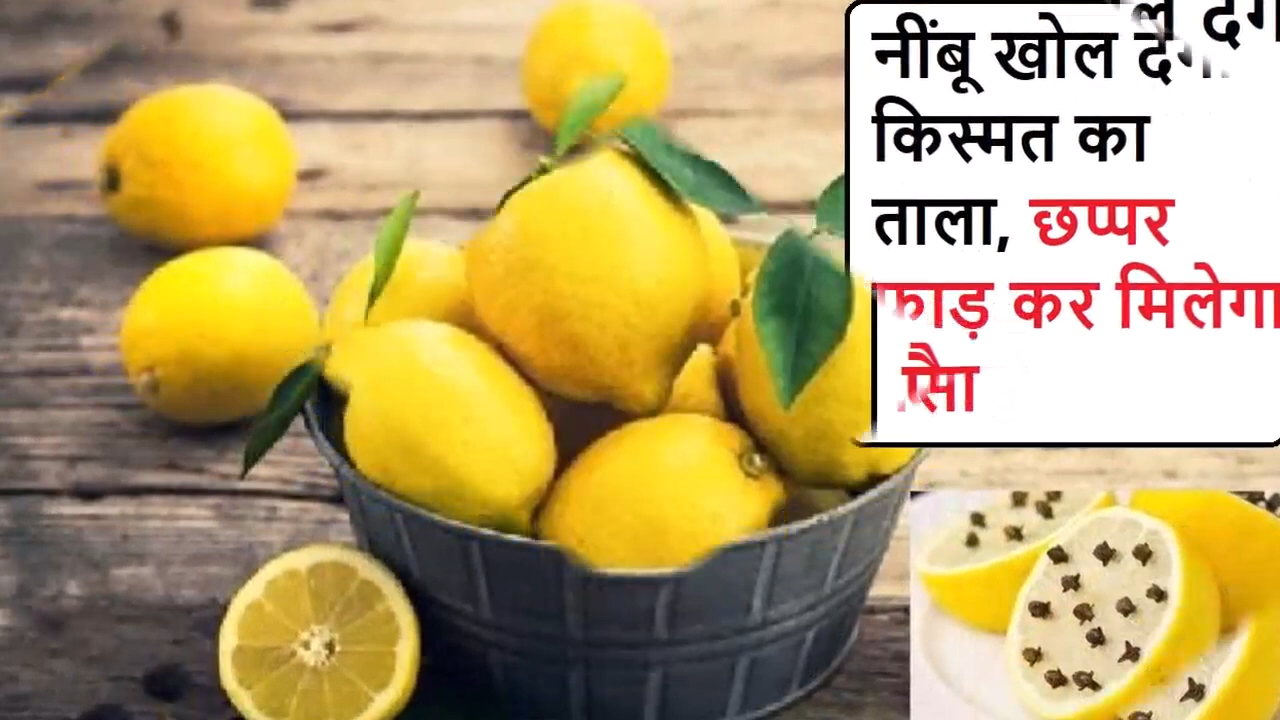 नींबू खोल
किस्मत का
ताला, छप्पर
फाड़ कर मिलेगा